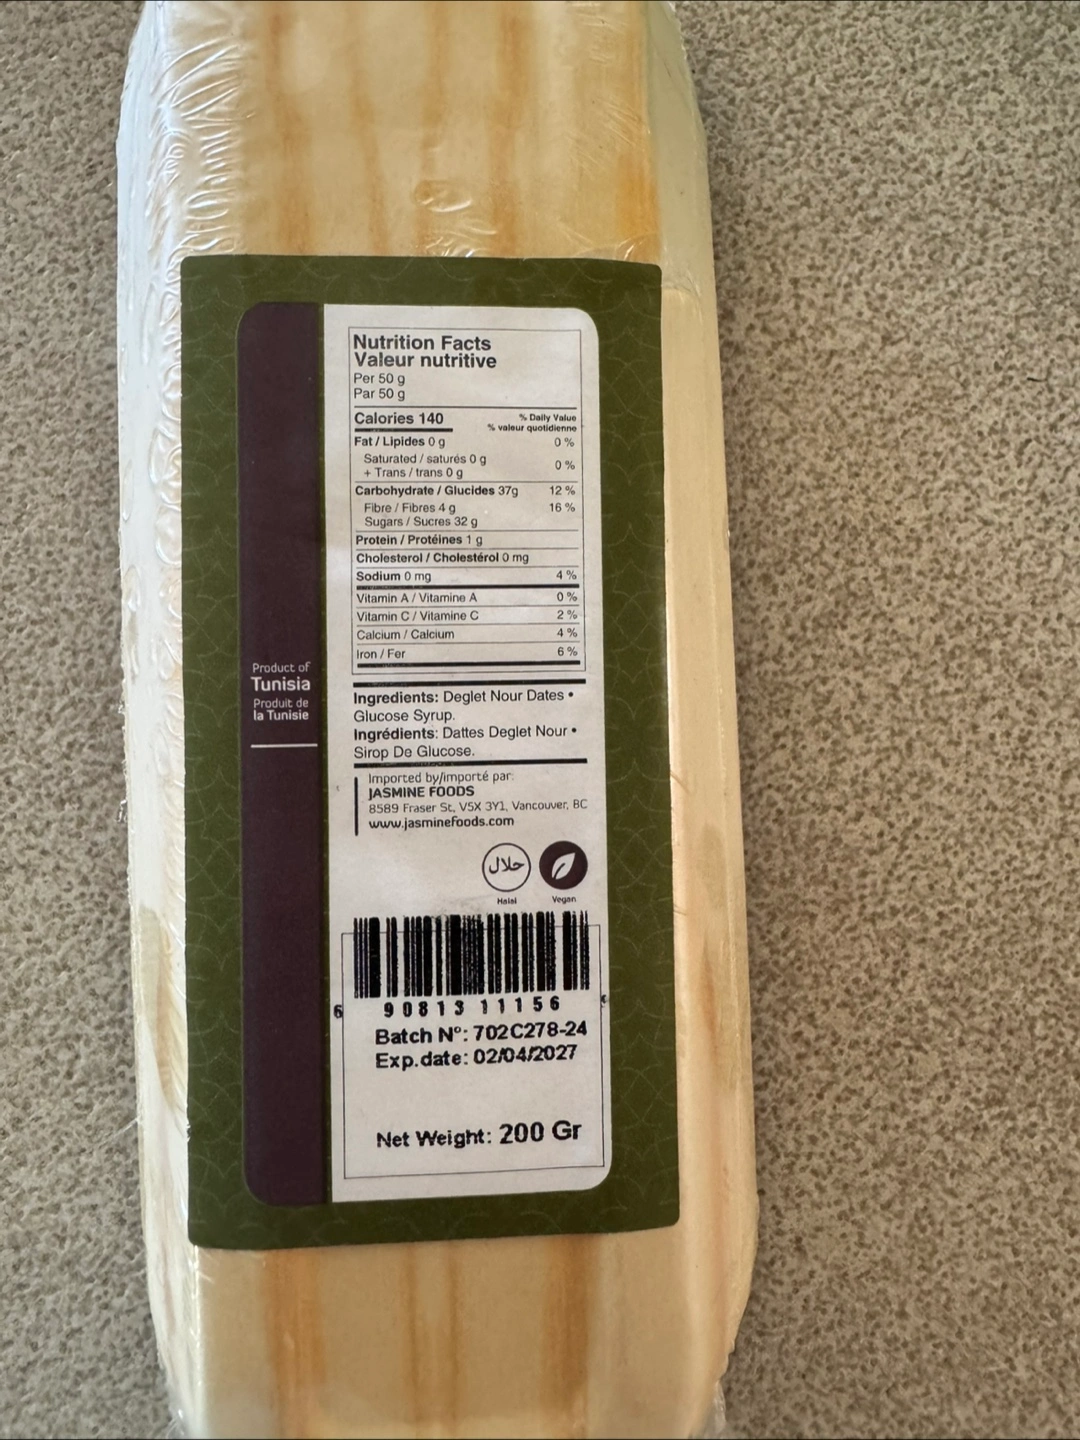 Nutrition Facts
Valeur nutritive
Per 50 g
Par 50 g
Calories 140
% Daily Value
% valeur quotidienne
Fat / Lipides 0 g 0 %
Saturated / saturés 0 g
+ Trans / trans 0 g 0 %
Carbohydrate / Glucides 37g 12 %
Fibre / Fibres 4 g 16 %
Sugars / Sucres 32 g
Protein / Protéines 1 g
Cholesterol / Cholestérol 0 mg
Sodium 0 mg 4 %
Vitamin A / Vitamine A 0 %
Vitamin C / Vitamine C 2 %
Calcium / Calcium 4 %
Iron / Fer 6 %
Product of
Tunisia
Produit de
la Tunisie
Ingredients: Deglet Nour Dates •
Glucose Syrup.
Ingrédients: Dattes Deglet Nour •
Sirop De Glucose.
Imported by/importé par:
JASMINE FOODS
8589 Fraser St, V5X 3Y1, Vancouver, BC
www.jasminefoods.com
حلال
Halal
Vegan
6 90813 11156
Batch N°: 702C278-24
Exp.date: 02/04/2027
Net Weight: 200 Gr